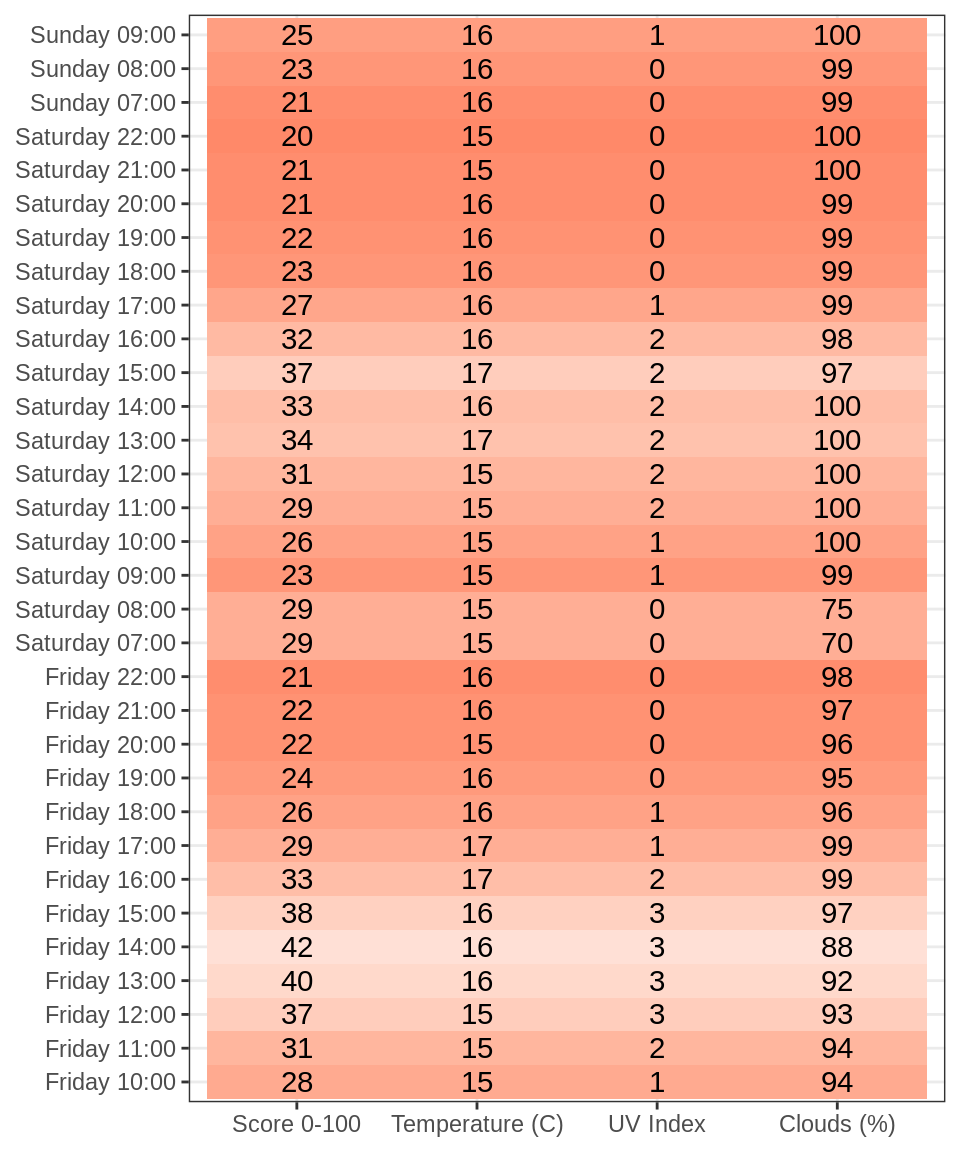 Sunday 09:00 25 16 1 100
Sunday 08:00 23 16 0 99
Sunday 07:00 21 16 0 99
Saturday 22:00 20 15 0 100
Saturday 21:00 21 15 0 100
Saturday 20:00 21 16 0 99
Saturday 19:00 22 16 0 99
Saturday 18:00 23 16 0 99
Saturday 17:00 27 16 1 99
Saturday 16:00 32 16 2 98
Saturday 15:00 37 17 2 97
Saturday 14:00 33 16 2 100
Saturday 13:00 34 17 2 100
Saturday 12:00 31 15 2 100
Saturday 11:00 29 15 2 100
Saturday 10:00 26 15 1 100
Saturday 09:00 23 15 1 99
Saturday 08:00 29 15 0 75
Saturday 07:00 29 15 0 70
Friday 22:00 21 16 0 98
Friday 21:00 22 16 0 97
Friday 20:00 22 15 0 96
Friday 19:00 24 16 0 95
Friday 18:00 26 16 1 96
Friday 17:00 29 17 1 99
Friday 16:00 33 17 2 99
Friday 15:00 38 16 3 97
Friday 14:00 42 16 3 88
Friday 13:00 40 16 3 92
Friday 12:00 37 15 3 93
Friday 11:00 31 15 2 94
Friday 10:00 28 15 1 94
Score 0-100 Temperature (C) UV Index Clouds (%)